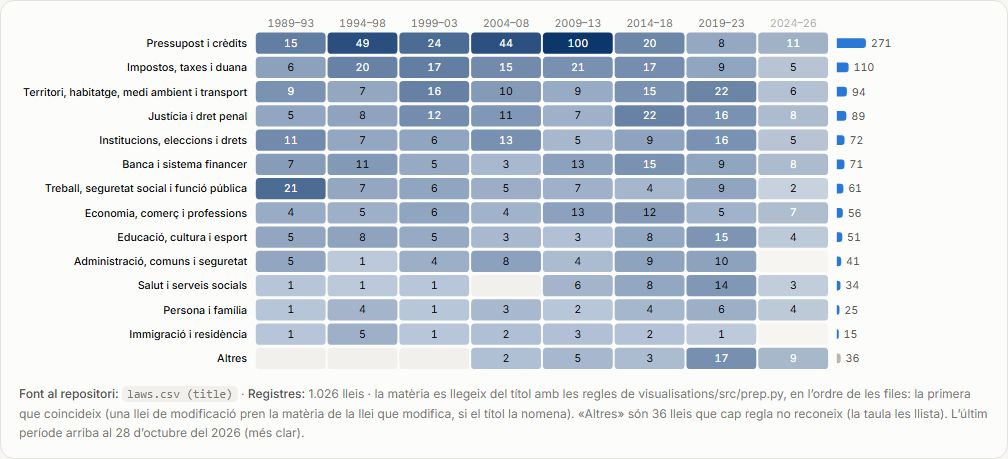 1989–93 1994–98 1999–03 2004–08 2009–13 2014–18 2019–23 2024–26
Pressupost i crèdits 15 49 24 44 100 20 8 11 271
Impostos, taxes i duana 6 20 17 15 21 17 9 5 110
Territori, habitatge, medi ambient i transport 9 7 16 10 9 15 22 6 94
Justícia i dret penal 5 8 12 11 7 22 16 8 89
Institucions, eleccions i drets 11 7 6 13 5 9 16 5 72
Banca i sistema financer 7 11 5 3 13 15 9 8 71
Treball, seguretat social i funció pública 21 7 6 5 7 4 9 2 61
Economia, comerç i professions 4 5 6 4 13 12 5 7 56
Educació, cultura i esport 5 8 5 3 3 8 15 4 51
Administració, comuns i seguretat 5 1 4 8 4 9 10 41
Salut i serveis socials 1 1 1 6 8 14 3 34
Persona i família 1 4 1 3 2 4 6 4 25
Immigració i residència 1 5 1 2 3 2 1 15
Altres 2 5 3 17 9 36
Font al repositori: laws.csv (title) · Registres: 1.026 lleis · la matèria es llegeix del títol amb les regles de visualisations/src/prep.py, en l’ordre de les files: la primera
que coincideix (una llei de modificació pren la matèria de la llei que modifica, si el títol la nomena). «Altres» són 36 lleis que cap regla no reconeix (la taula les llista). L’últim
període arriba al 28 d’octubre del 2026 (més clar).